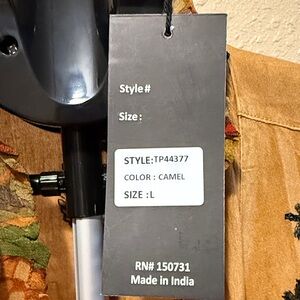 Style#
Size:
STYLE:TP44377
COLOR : CAMEL
SIZE :L
RN# 150731
Made in India